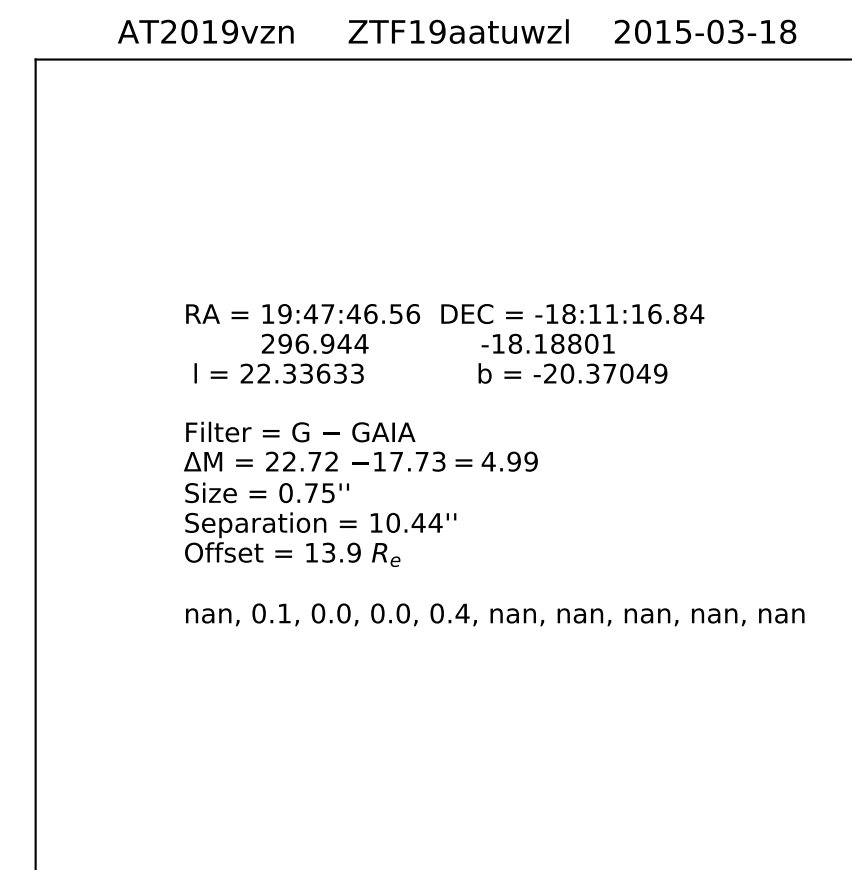 AT2019vzn ZTF19aatuwzl 2015-03-18
RA = 19:47:46.56 DEC = -18:11:16.84
296.944 -18.18801
l = 22.33633 b = -20.37049
Filter = G − GAIA
ΔM = 22.72 −17.73 = 4.99
Size = 0.75''
Separation = 10.44''
Offset = 13.9 Re
nan, 0.1, 0.0, 0.0, 0.4, nan, nan, nan, nan, nan